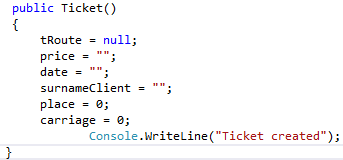 public Ticket()
{
tRoute = null;
price = "";
date = "";
surnameClient = "";
place = 0;
carriage = 0;
Console.WriteLine("Ticket created");
}